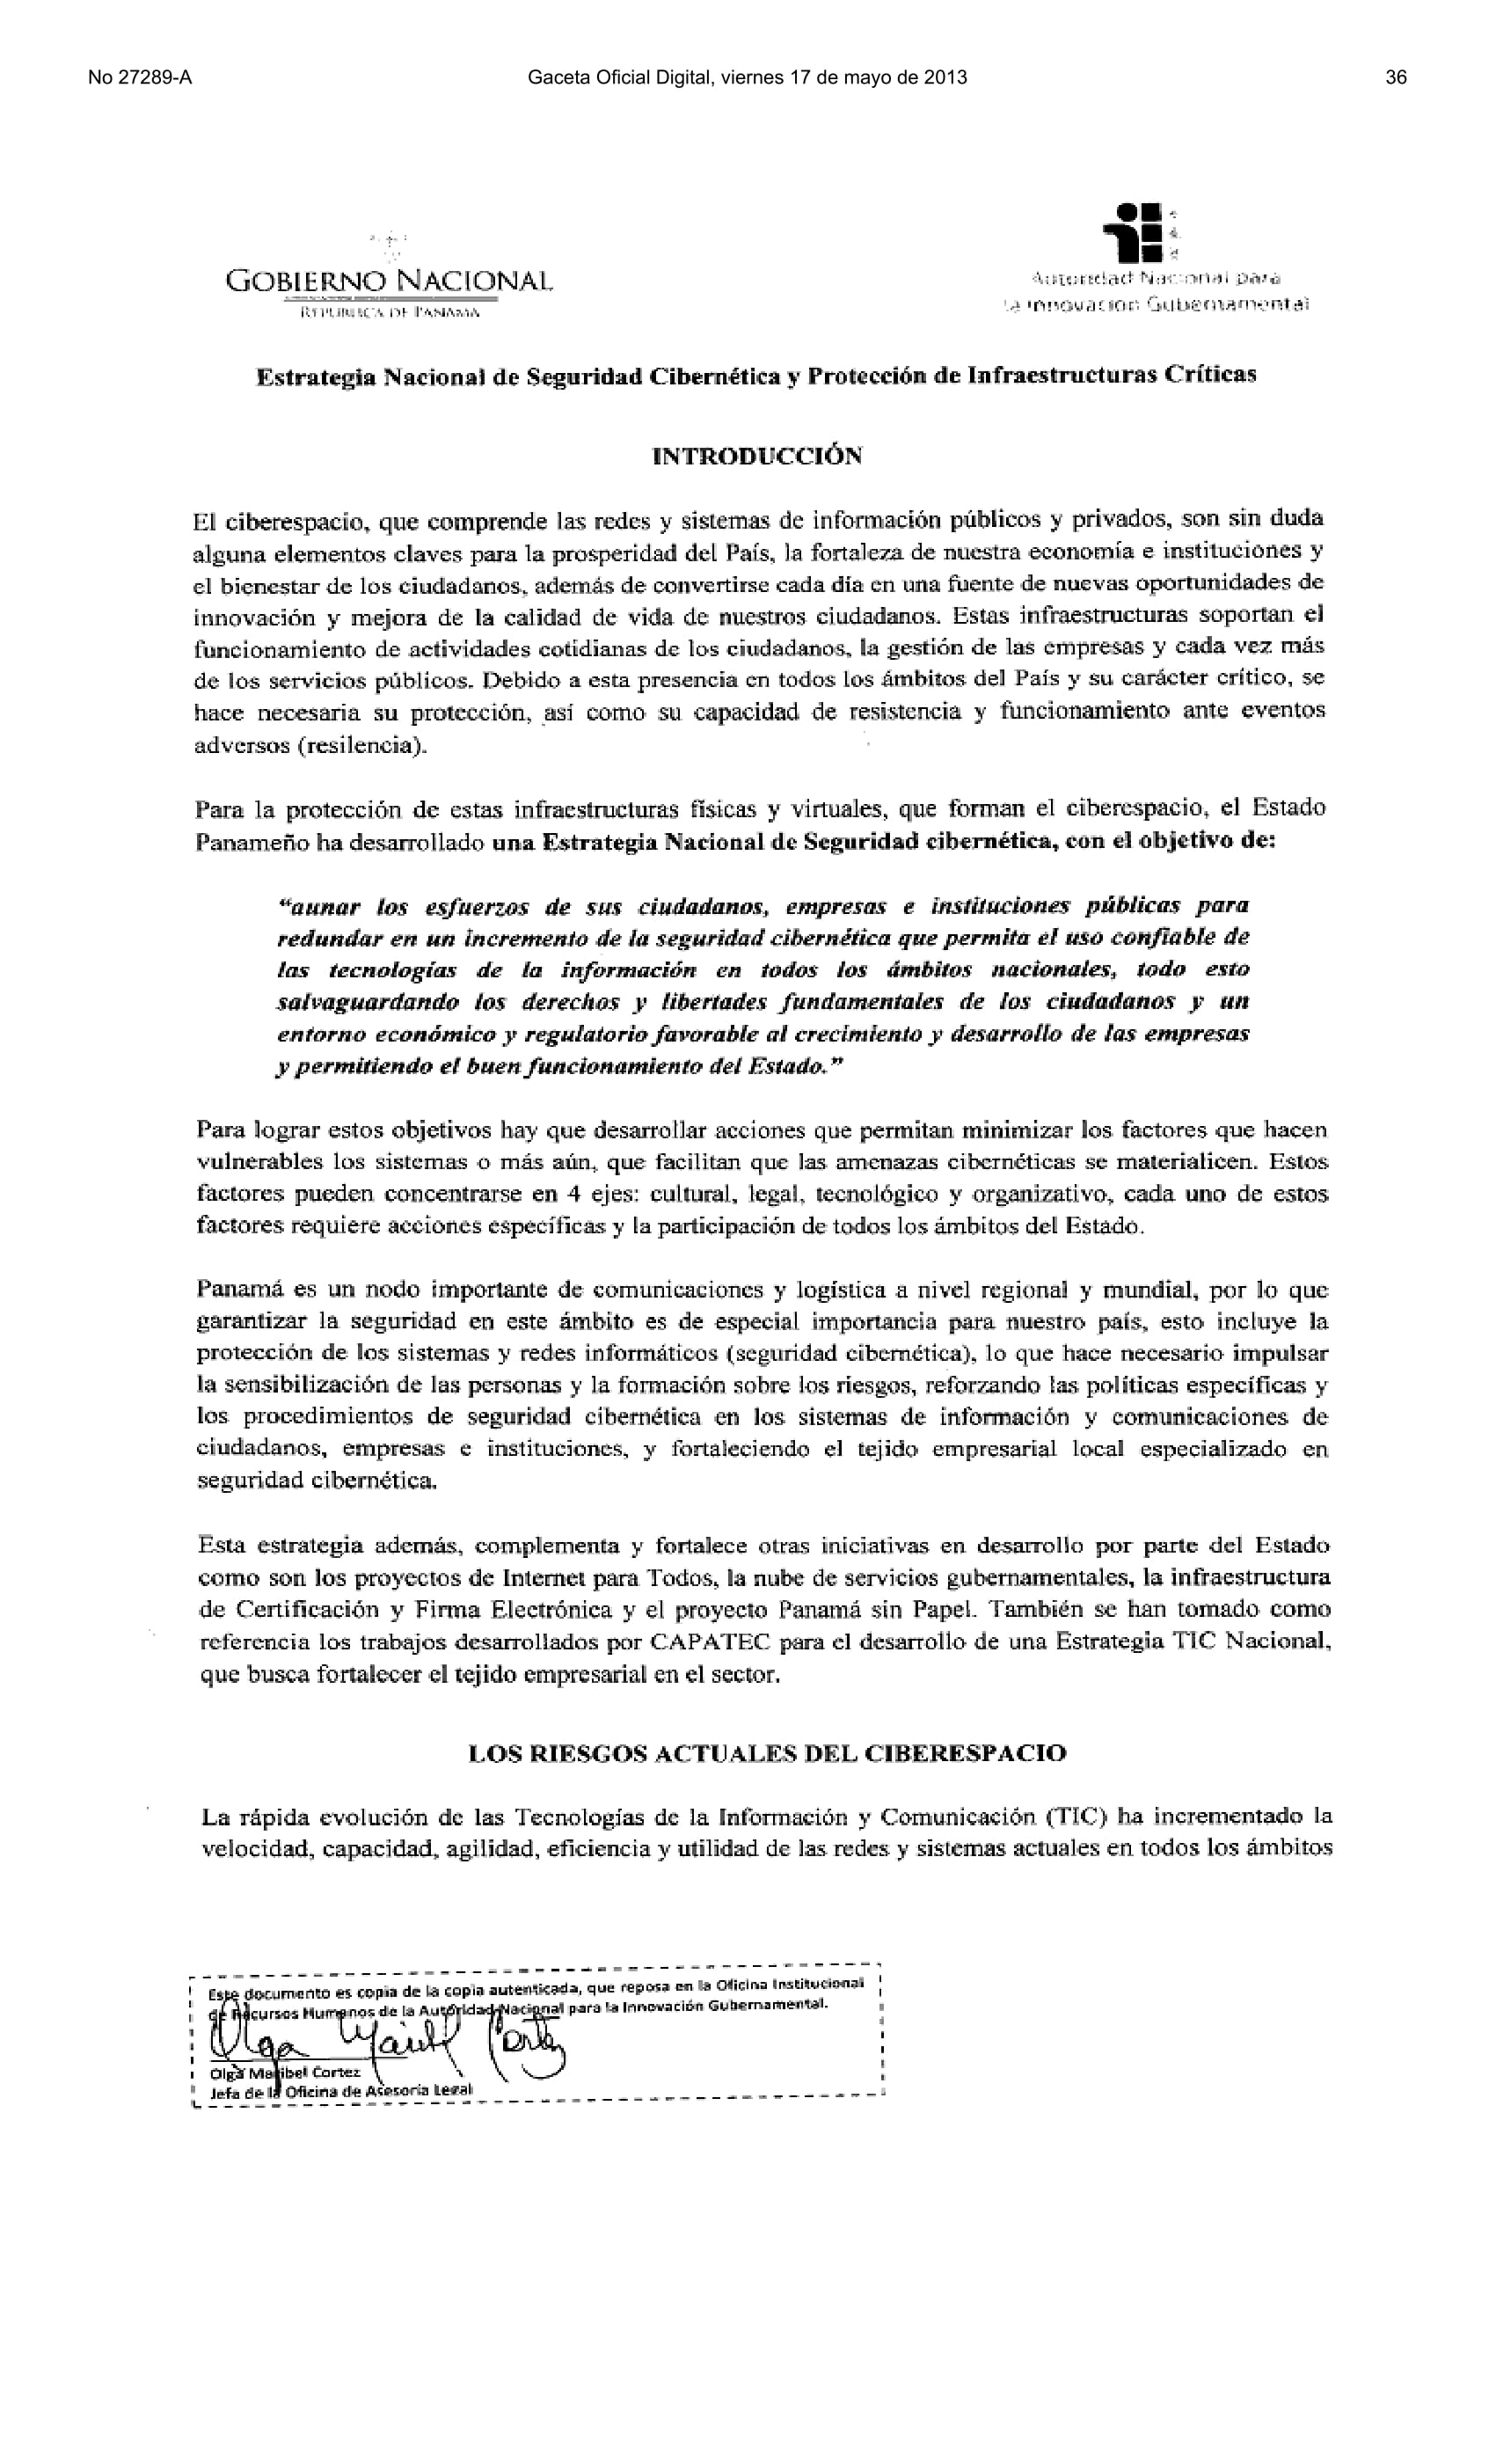 No 27289-A
Gaceta Oficial Digital, viernes 17 de mayo de 2013
36
GOBIERNO NACIONAL
REPÚBLICA DE PANAMÁ
Autoridad Nacional para
la Innovación Gubernamental
Estrategia Nacional de Seguridad Cibernética y Protección de Infraestructuras Críticas
INTRODUCCIÓN
El ciberespacio, que comprende las redes y sistemas de información públicos y privados, son sin duda
alguna elementos claves para la prosperidad del País, la fortaleza de nuestra economía e instituciones y
el bienestar de los ciudadanos, además de convertirse cada día en una fuente de nuevas oportunidades de
innovación y mejora de la calidad de vida de nuestros ciudadanos. Estas infraestructuras soportan el
funcionamiento de actividades cotidianas de los ciudadanos, la gestión de las empresas y cada vez más
de los servicios públicos. Debido a esta presencia en todos los ámbitos del País y su carácter crítico, se
hace necesaria su protección, así como su capacidad de resistencia y funcionamiento ante eventos
adversos (resilencia).
Para la protección de estas infraestructuras físicas y virtuales, que forman el ciberespacio, el Estado
Panameño ha desarrollado una Estrategia Nacional de Seguridad cibernética, con el objetivo de:
“aunar los esfuerzos de sus ciudadanos, empresas e instituciones públicas para
redundar en un incremento de la seguridad cibernética que permita el uso confiable de
las tecnologías de la información en todos los ámbitos nacionales, todo esto
salvaguardando los derechos y libertades fundamentales de los ciudadanos y un
entorno económico y regulatorio favorable al crecimiento y desarrollo de las empresas
y permitiendo el buen funcionamiento del Estado.”
Para lograr estos objetivos hay que desarrollar acciones que permitan minimizar los factores que hacen
vulnerables los sistemas o más aún, que facilitan que las amenazas cibernéticas se materialicen. Estos
factores pueden concentrarse en 4 ejes: cultural, legal, tecnológico y organizativo, cada uno de estos
factores requiere acciones específicas y la participación de todos los ámbitos del Estado.
Panamá es un nodo importante de comunicaciones y logística a nivel regional y mundial, por lo que
garantizar la seguridad en este ámbito es de especial importancia para nuestro país, esto incluye la
protección de los sistemas y redes informáticos (seguridad cibernética), lo que hace necesario impulsar
la sensibilización de las personas y la formación sobre los riesgos, reforzando las políticas específicas y
los procedimientos de seguridad cibernética en los sistemas de información y comunicaciones de
ciudadanos, empresas e instituciones, y fortaleciendo el tejido empresarial local especializado en
seguridad cibernética.
Esta estrategia además, complementa y fortalece otras iniciativas en desarrollo por parte del Estado
como son los proyectos de Internet para Todos, la nube de servicios gubernamentales, la infraestructura
de Certificación y Firma Electrónica y el proyecto Panamá sin Papel. También se han tomado como
referencia los trabajos desarrollados por CAPATEC para el desarrollo de una Estrategia TIC Nacional,
que busca fortalecer el tejido empresarial en el sector.
LOS RIESGOS ACTUALES DEL CIBERESPACIO
La rápida evolución de las Tecnologías de la Información y Comunicación (TIC) ha incrementado la
velocidad, capacidad, agilidad, eficiencia y utilidad de las redes y sistemas actuales en todos los ámbitos
Este documento es copia de la copia autenticada, que reposa en la Oficina Institucional
de Recursos Humanos de la Autoridad Nacional para la Innovación Gubernamental.
Olga Maribel Cortez
Olga Maribel Cortez
Jefa de la Oficina de Asesoría Legal